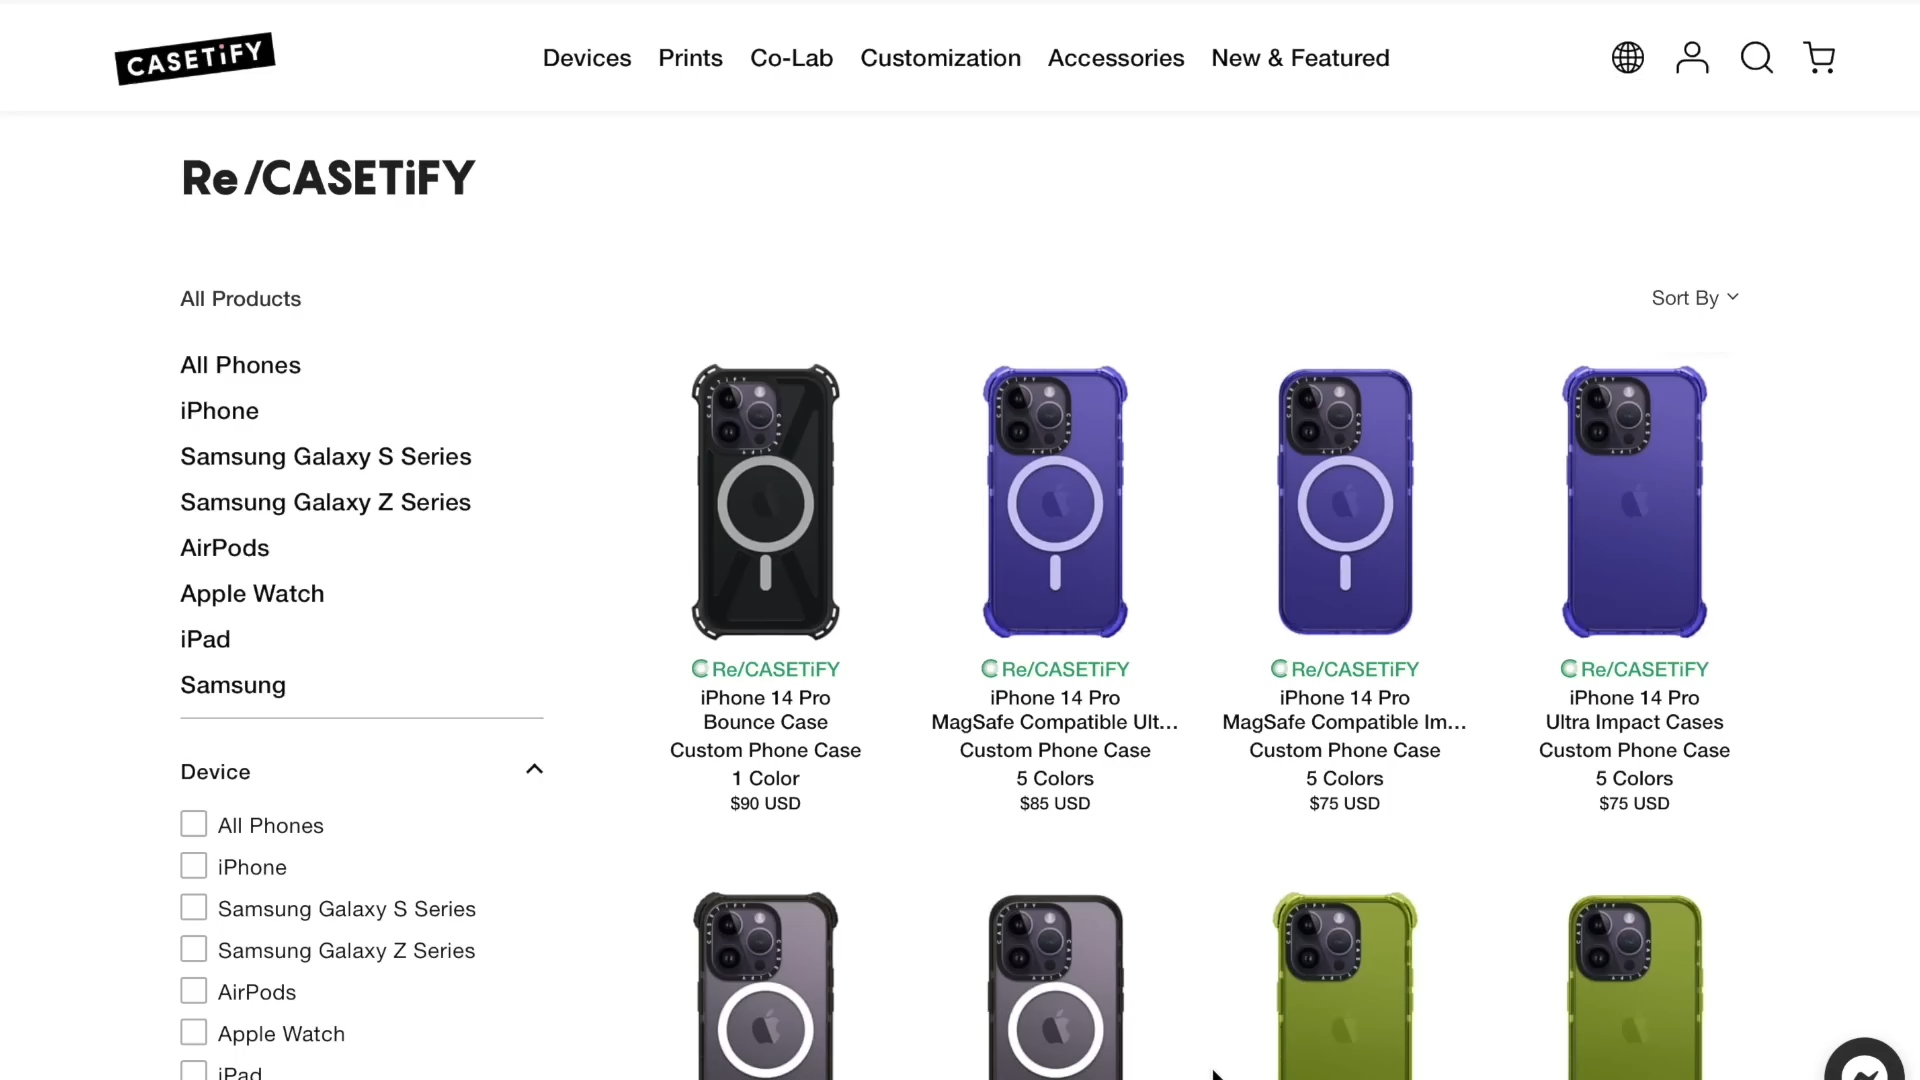 CASETiFY
Devices Prints Co-Lab Customization Accessories New & Featured
Re/CASETiFY
All Products
Sort By
All Phones
iPhone
Samsung Galaxy S Series
Samsung Galaxy Z Series
AirPods
Apple Watch
iPad
Samsung
Device
All Phones
iPhone
Samsung Galaxy S Series
Samsung Galaxy Z Series
AirPods
Apple Watch
iPad
Re/CASETiFY
iPhone 14 Pro
Bounce Case
Custom Phone Case
1 Color
$90 USD
Re/CASETiFY
iPhone 14 Pro
MagSafe Compatible Ult...
Custom Phone Case
5 Colors
$85 USD
Re/CASETiFY
iPhone 14 Pro
MagSafe Compatible Im...
Custom Phone Case
5 Colors
$75 USD
Re/CASETiFY
iPhone 14 Pro
Ultra Impact Cases
Custom Phone Case
5 Colors
$75 USD